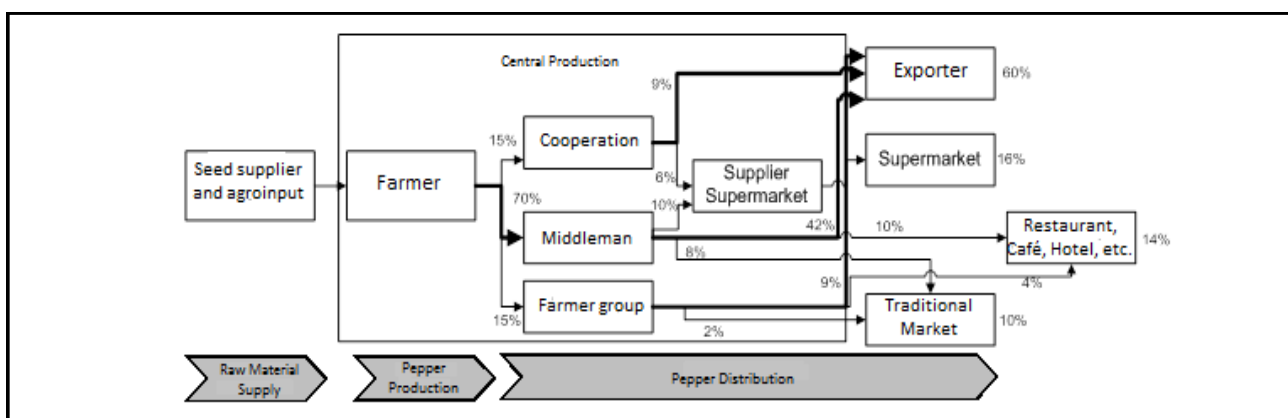 Central Production
9%
Exporter
60%
15%
Cooperation
Seed supplier
and agroinput
Farmer
6%
Supplier
Supermarket
Supermarket
16%
70%
10%
Middleman
42%
10%
Restaurant,
Café, Hotel, etc.
14%
8%
Farmer group
15%
2%
9%
4%
Traditional
Market
10%
Raw Material
Supply
Pepper
Production
Pepper Distribution